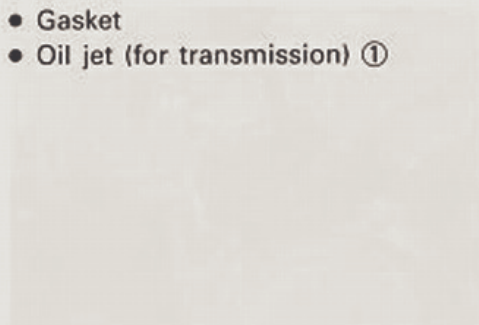 ● Gasket
● Oil jet (for transmission) ①